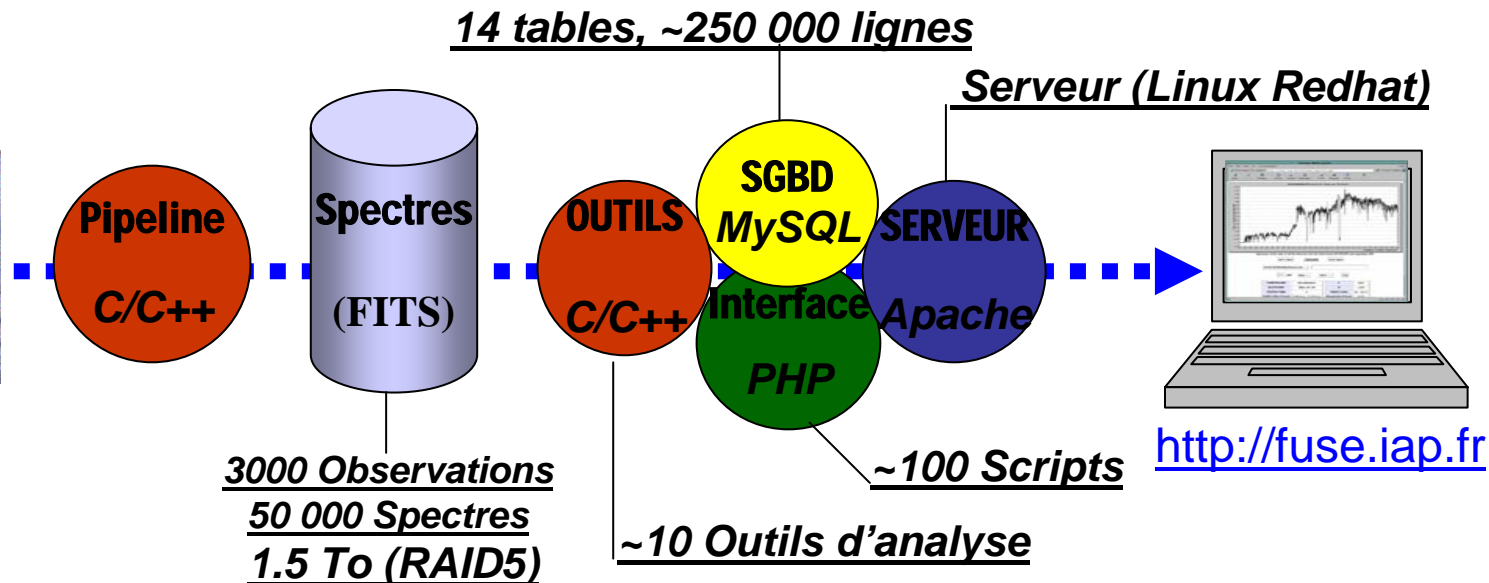 14 tables, ~250 000 lignes
Serveur (Linux Redhat)
Pipeline
C/C++
Spectres
(FITS)
OUTILS
C/C++
SGBD
MySQL
Interface
PHP
SERVEUR
Apache
http://fuse.iap.fr
3000 Observations
50 000 Spectres
1.5 To (RAID5)
~10 Outils d'analyse
~100 Scripts